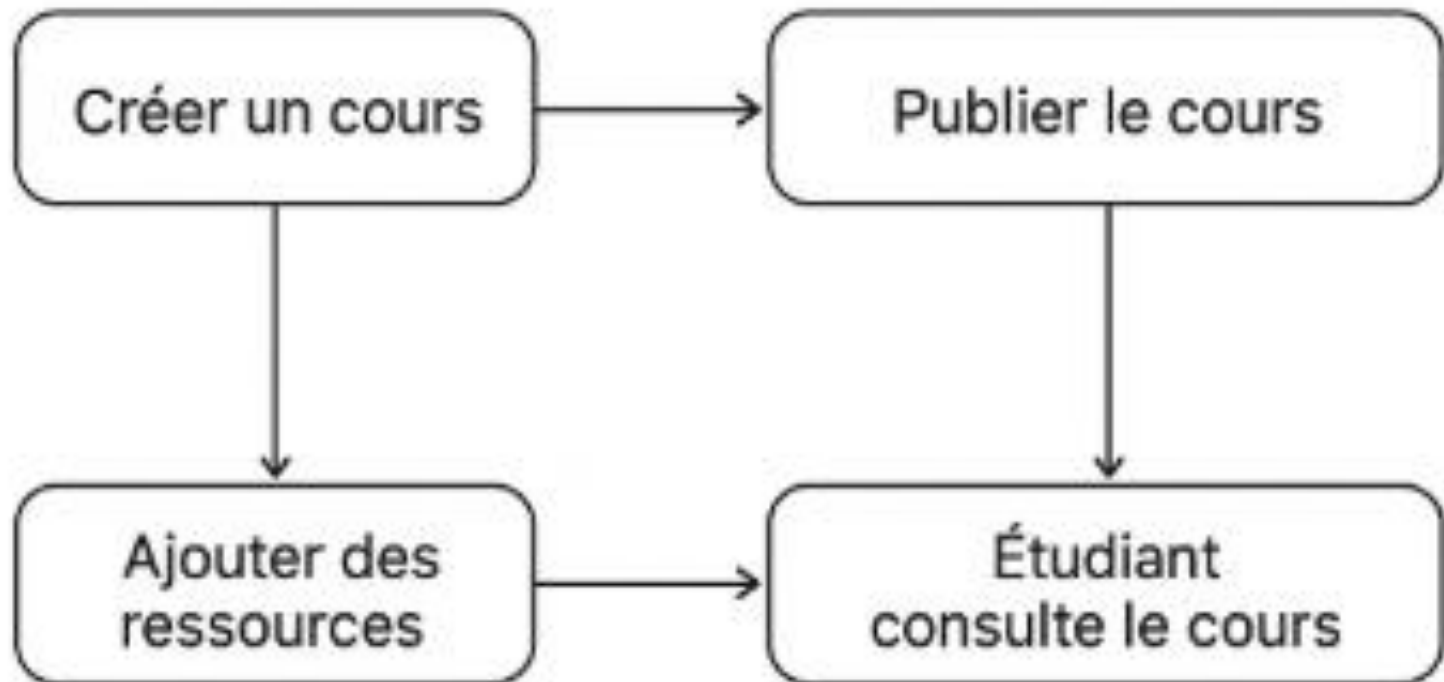 Créer un cours
Publier le cours
Ajouter des
ressources
Étudiant
consulte le cours